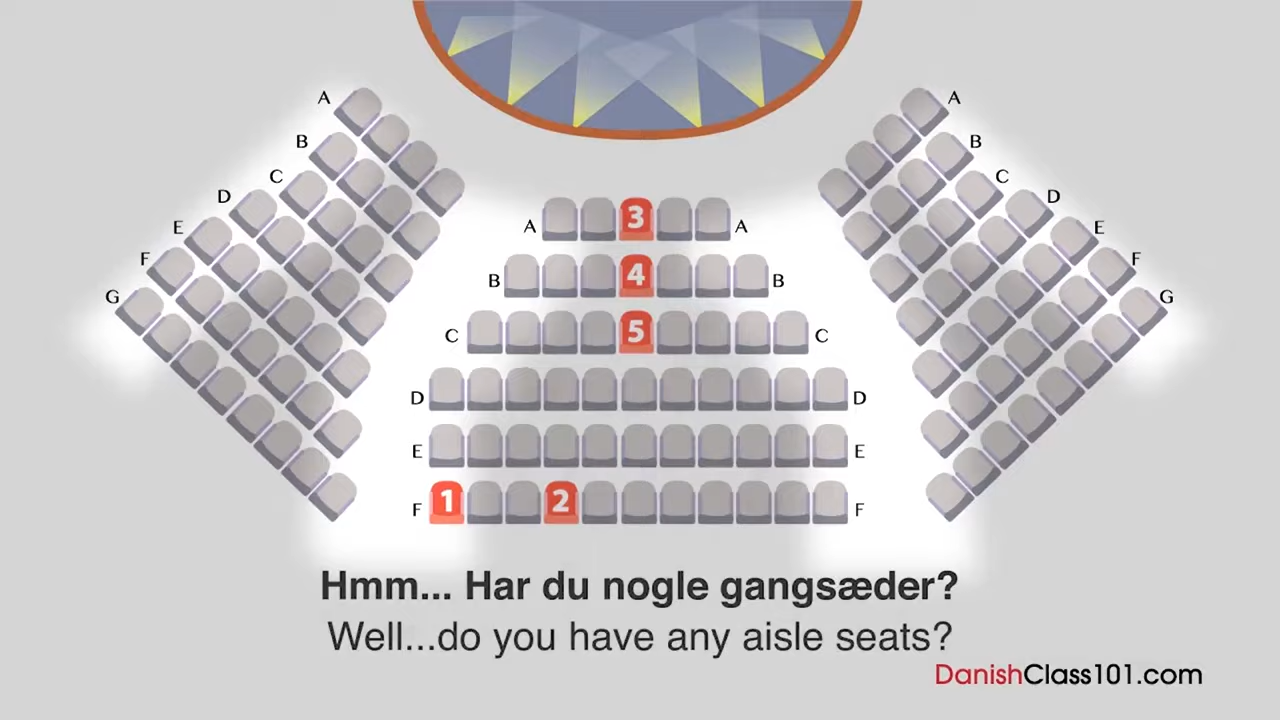 A
B
C
D
E
F
G
A
B
C
D
E
F
G
A 3 A
B 4 B
C 5 C
D D
E E
F 1 2 F
Hmm... Har du nogle gangsæder?
Well...do you have any aisle seats?
DanishClass101.com